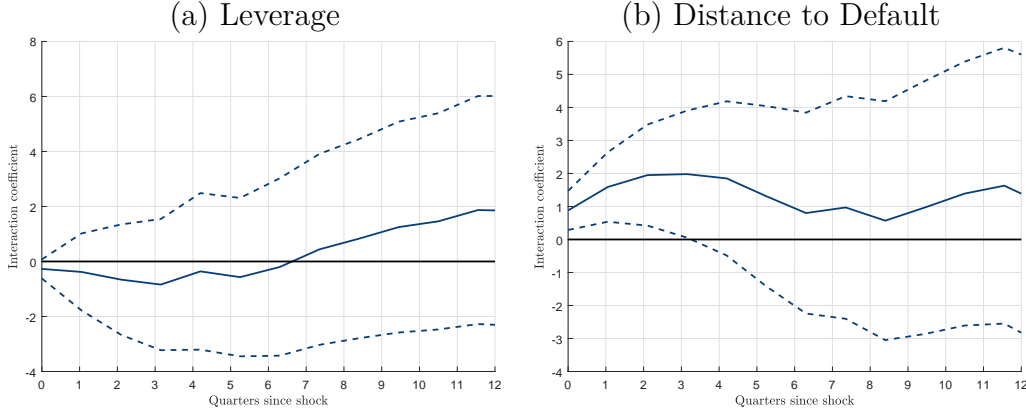 (a) Leverage
8
6
4
2
0
-2
-4
Interaction coefficient
0 1 2 3 4 5 6 7 8 9 10 11 12
Quarters since shock
(b) Distance to Default
6
5
4
3
2
1
0
-1
-2
-3
-4
Interaction coefficient
0 1 2 3 4 5 6 7 8 9 10 11 12
Quarters since shock